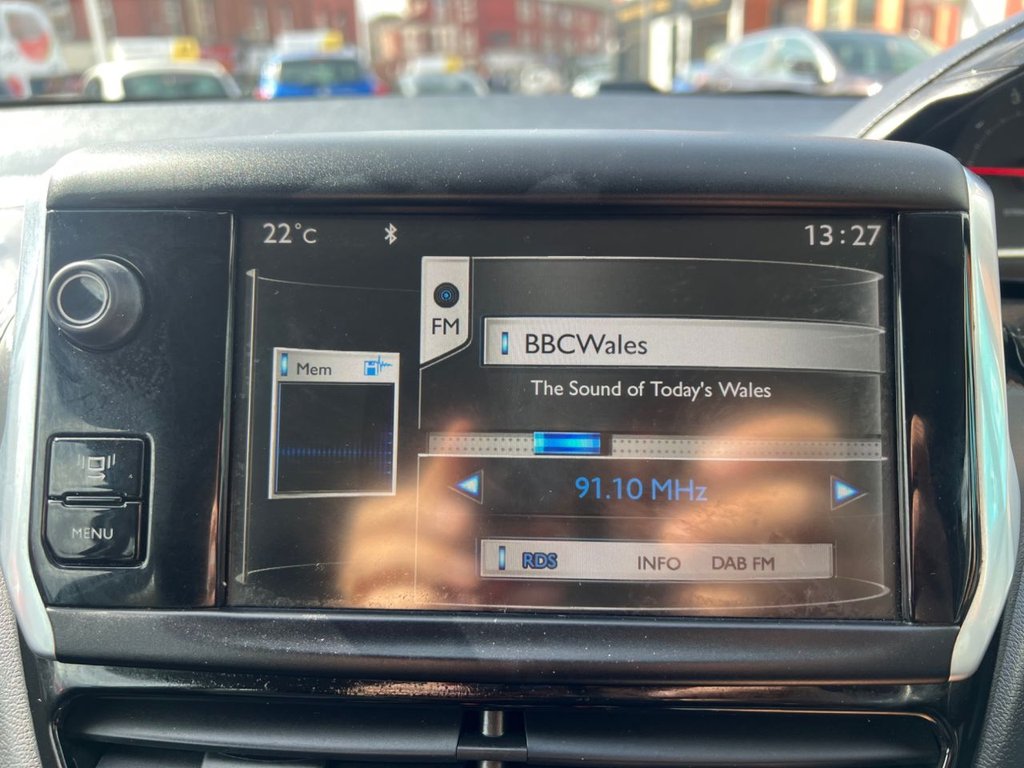 22°C 13:27
FM
BBCWales
Mem
The Sound of Today's Wales
91.10 MHz
MENU
RDS INFO DAB FM